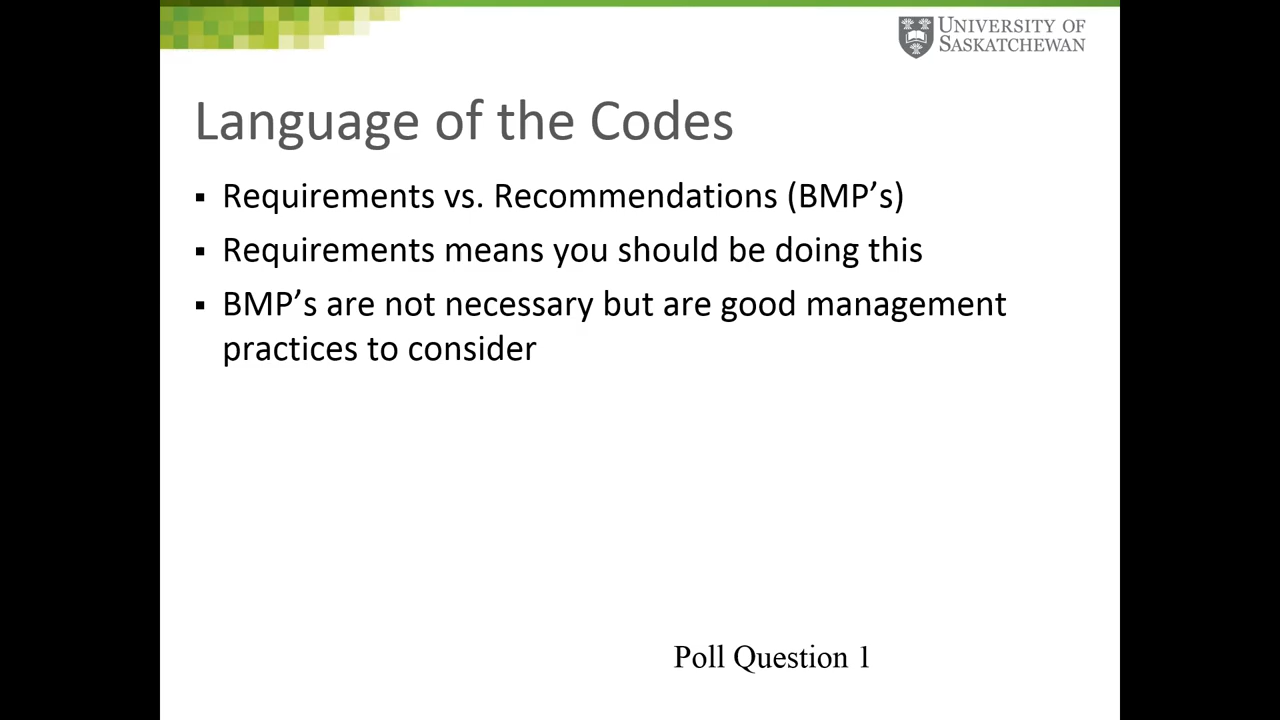 UNIVERSITY OF
SASKATCHEWAN
Language of the Codes
▪ Requirements vs. Recommendations (BMP’s)
▪ Requirements means you should be doing this
▪ BMP’s are not necessary but are good management
practices to consider
Poll Question 1